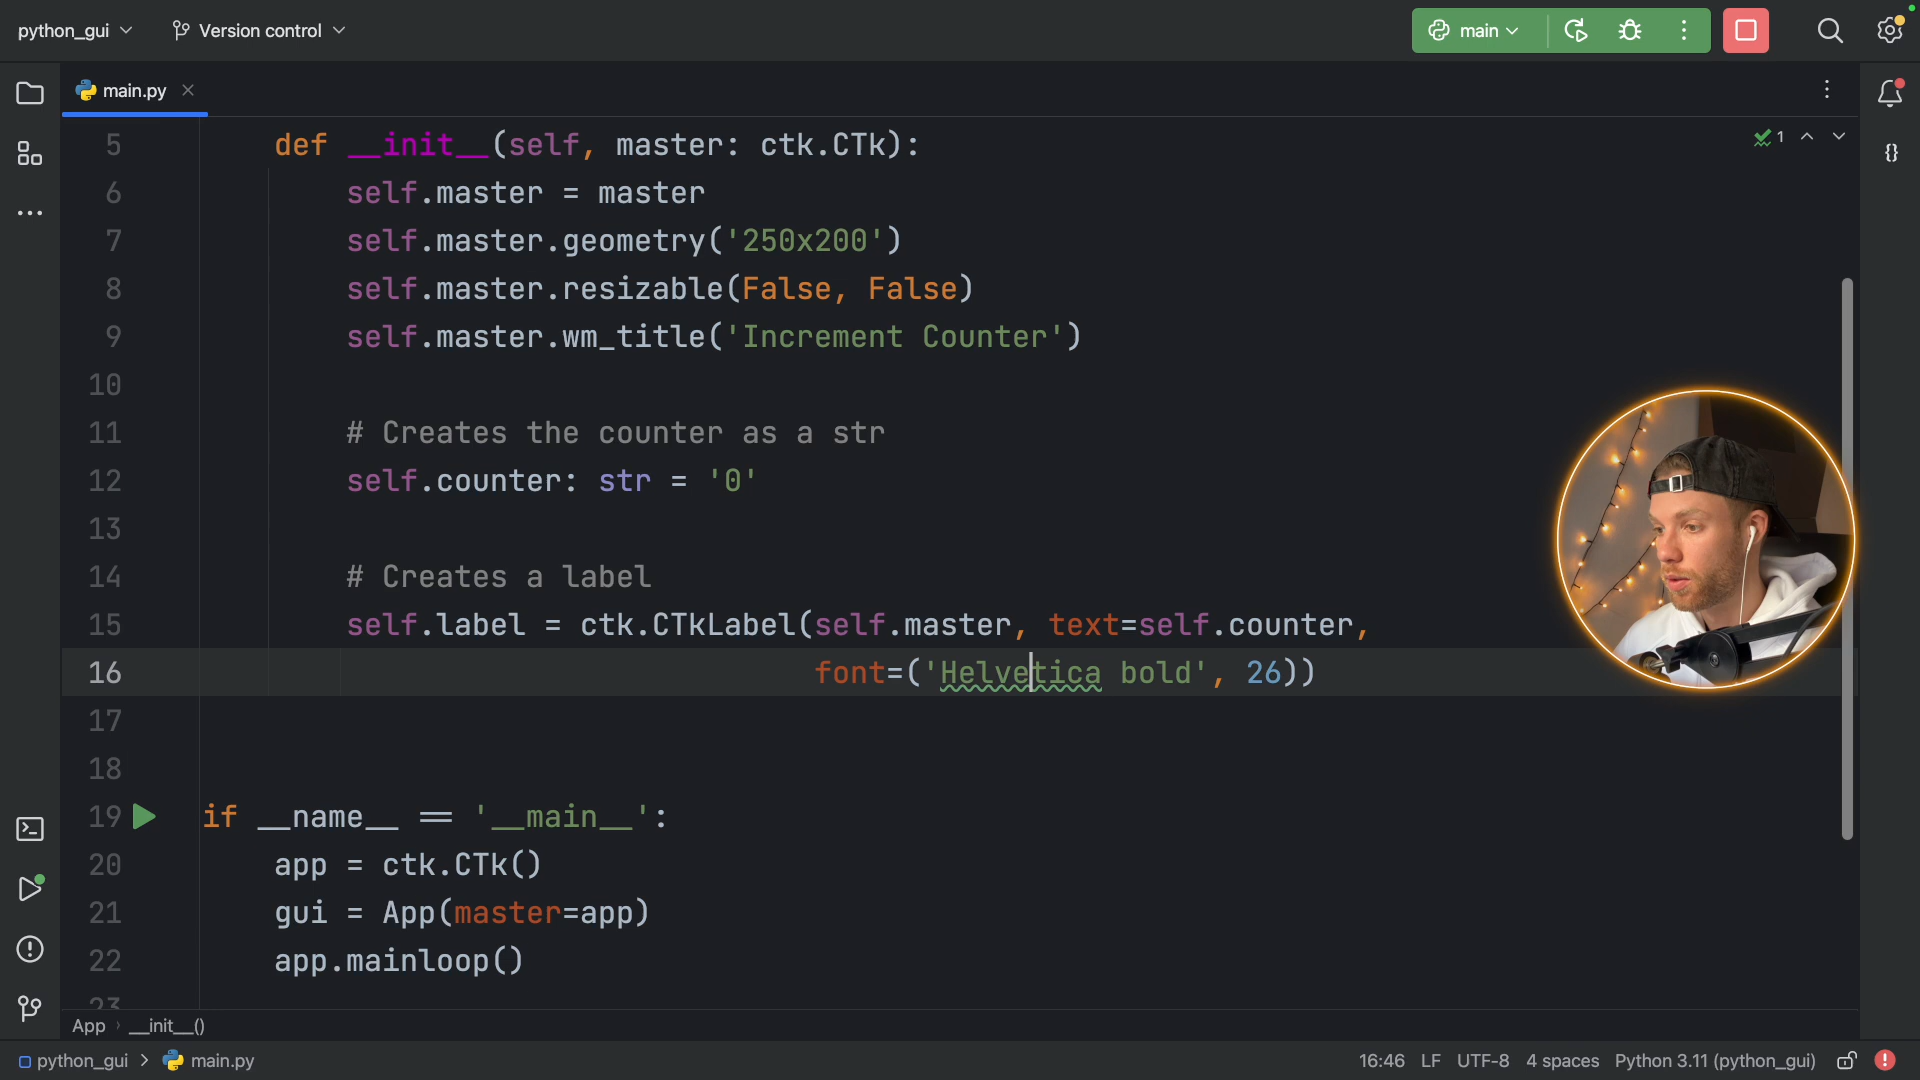 python_gui Version control main
main.py
1
5 def __init__(self, master: ctk.CTk):
6 self.master = master
7 self.master.geometry('250x200')
8 self.master.resizable(False, False)
9 self.master.wm_title('Increment Counter')
10
11 # Creates the counter as a str
12 self.counter: str = '0'
13
14 # Creates a label
15 self.label = ctk.CTkLabel(self.master, text=self.counter,
16 font=('Helvetica bold', 26))
17
18
19 if __name__ == '__main__':
20 app = ctk.CTk()
21 gui = App(master=app)
22 app.mainloop()
23
App › __init__()
python_gui > main.py 16:46 LF UTF-8 4 spaces Python 3.11 (python_gui)